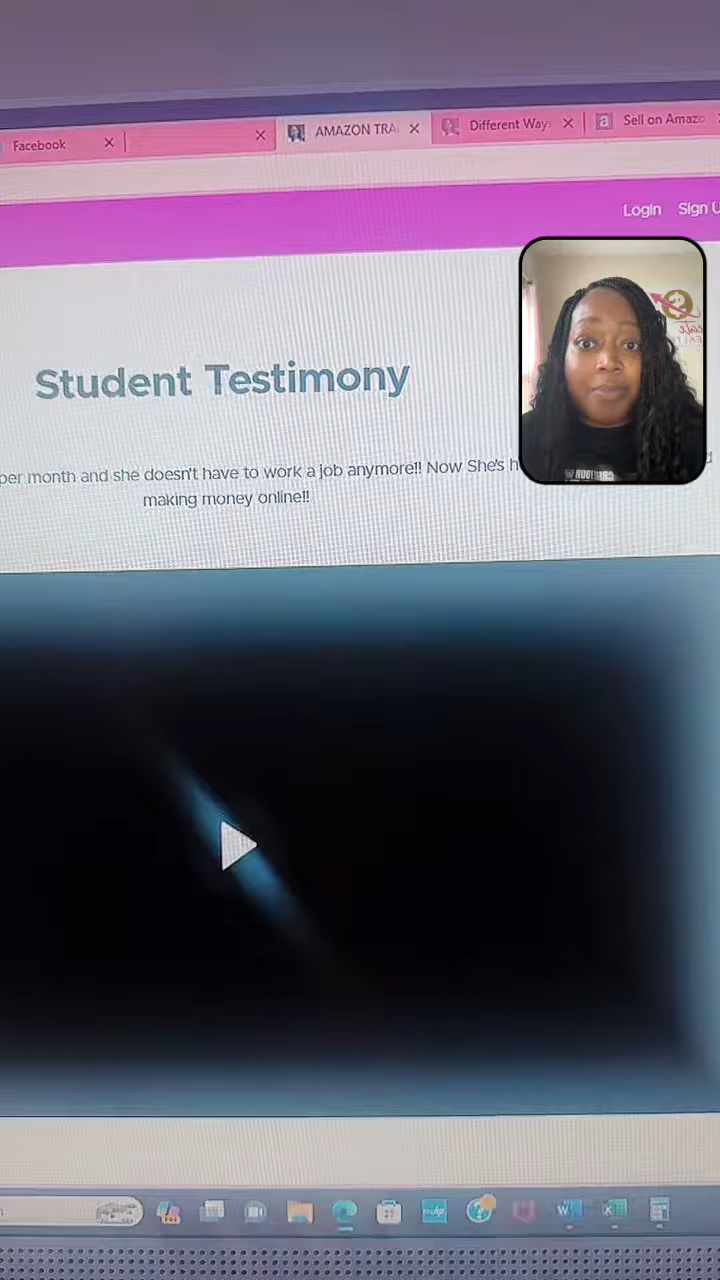 Facebook
AMAZON TRA
Different Ways
Sell on Amazo
Login Sign U
Student Testimony
per month and she doesn't have to work a job anymore!! Now She's h
making money online!!